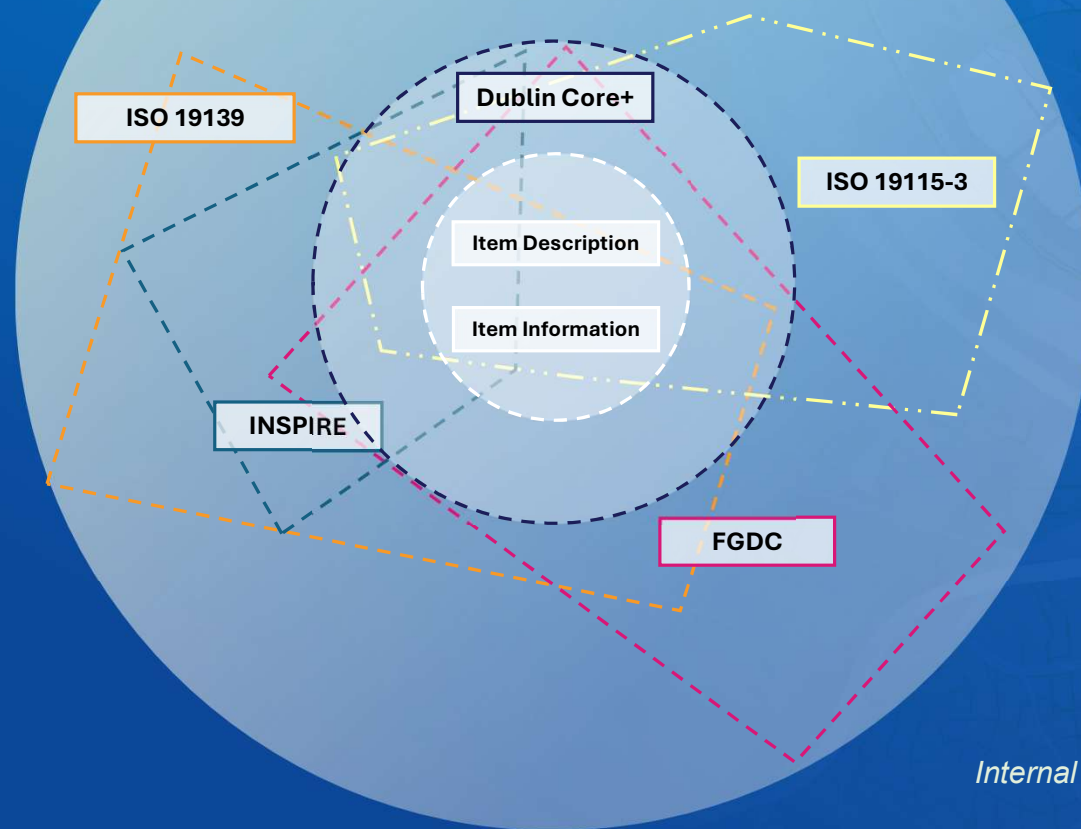 Dublin Core+
ISO 19139
ISO 19115-3
Item Description
Item Information
INSPIRE
FGDC
Internal